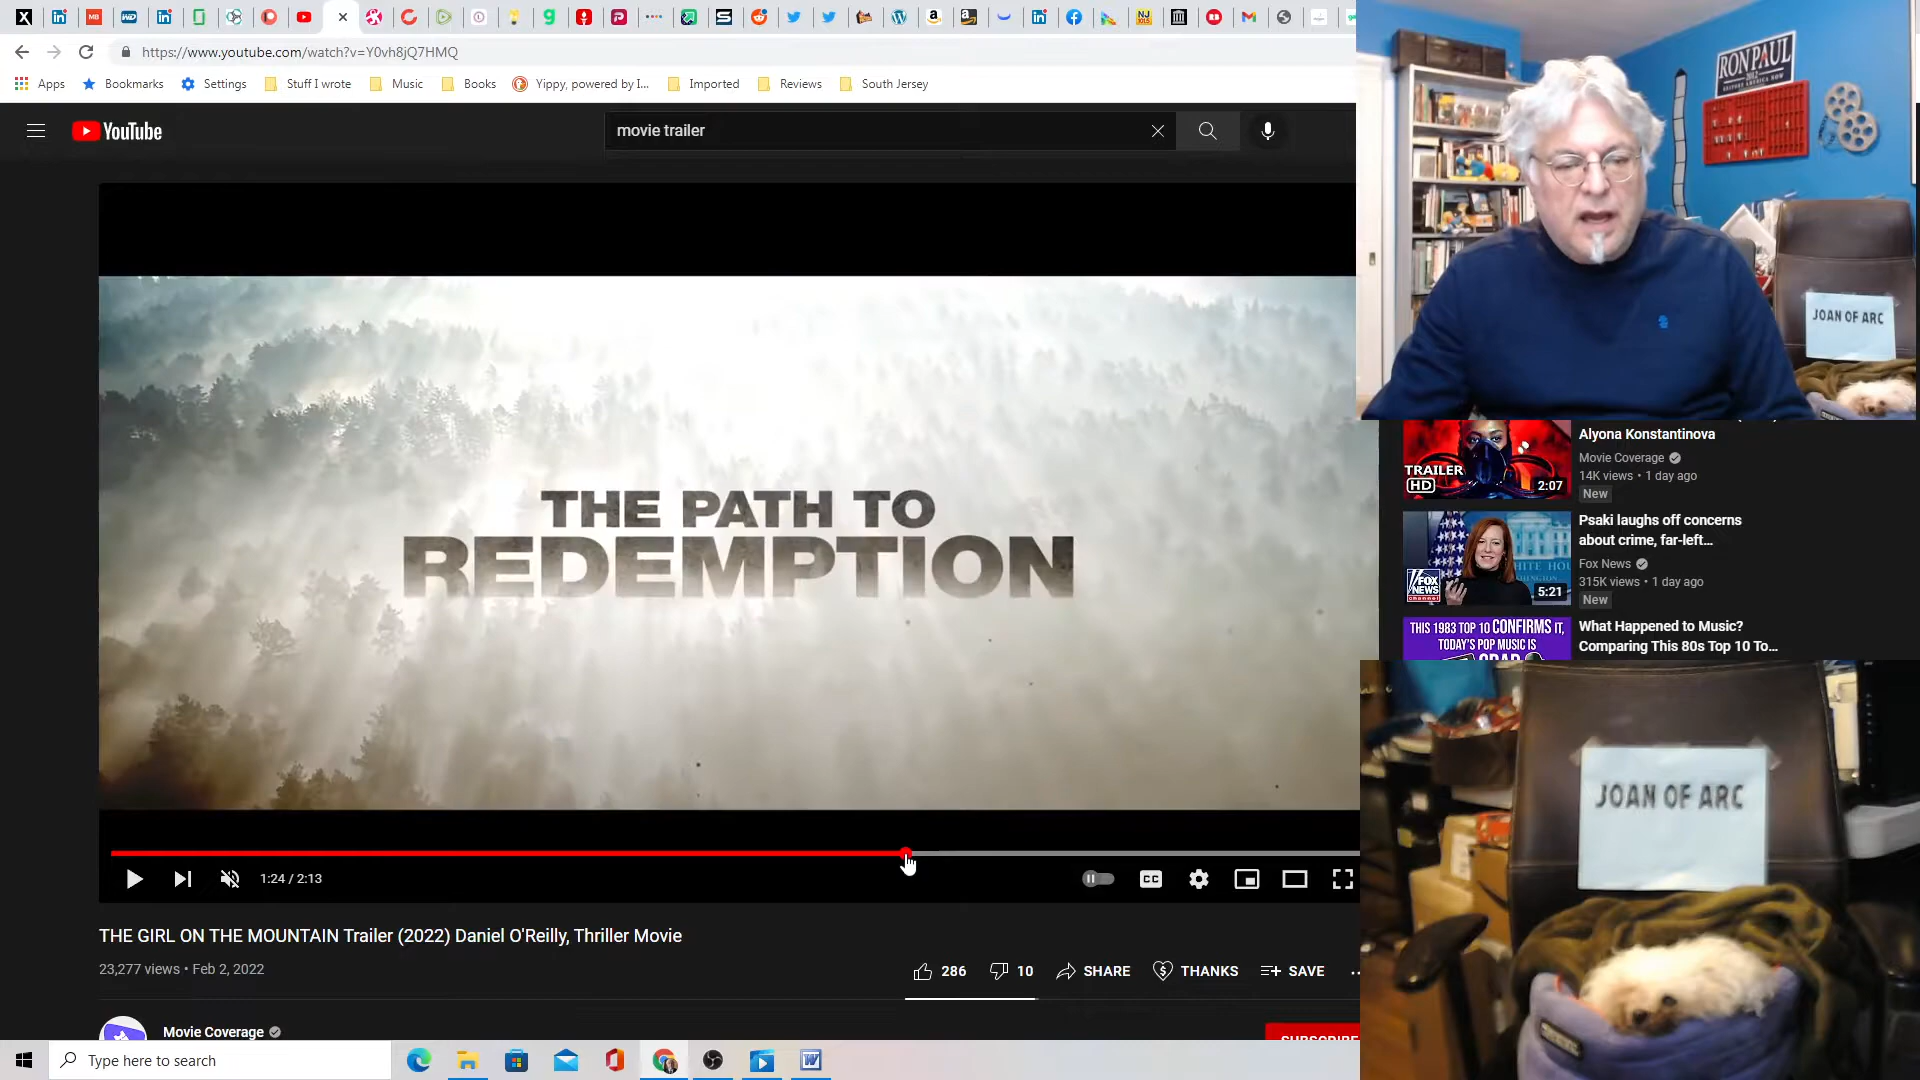 https://www.youtube.com/watch?v=Y0vh8jQ7HMQ
Apps
Bookmarks
Settings
Stuff I wrote
Music
Books
Yippy, powered by I...
Imported
Reviews
South Jersey
YouTube
movie trailer
THE PATH TO
REDEMPTION
1:24 / 2:13
CC
THE GIRL ON THE MOUNTAIN Trailer (2022) Daniel O'Reilly, Thriller Movie
23,277 views • Feb 2, 2022
286
10
SHARE
THANKS
SAVE
Movie Coverage
RON PAUL
2012
JOAN OF ARC
TRAILER
HD
2:07
Alyona Konstantinova
Movie Coverage
14K views • 1 day ago
New
FOX
NEWS
channel
5:21
Psaki laughs off concerns
about crime, far-left...
Fox News
315K views • 1 day ago
New
THIS 1983 TOP 10 CONFIRMS IT,
TODAY'S POP MUSIC IS
What Happened to Music?
Comparing This 80s Top 10 To...
JOAN OF ARC
Type here to search